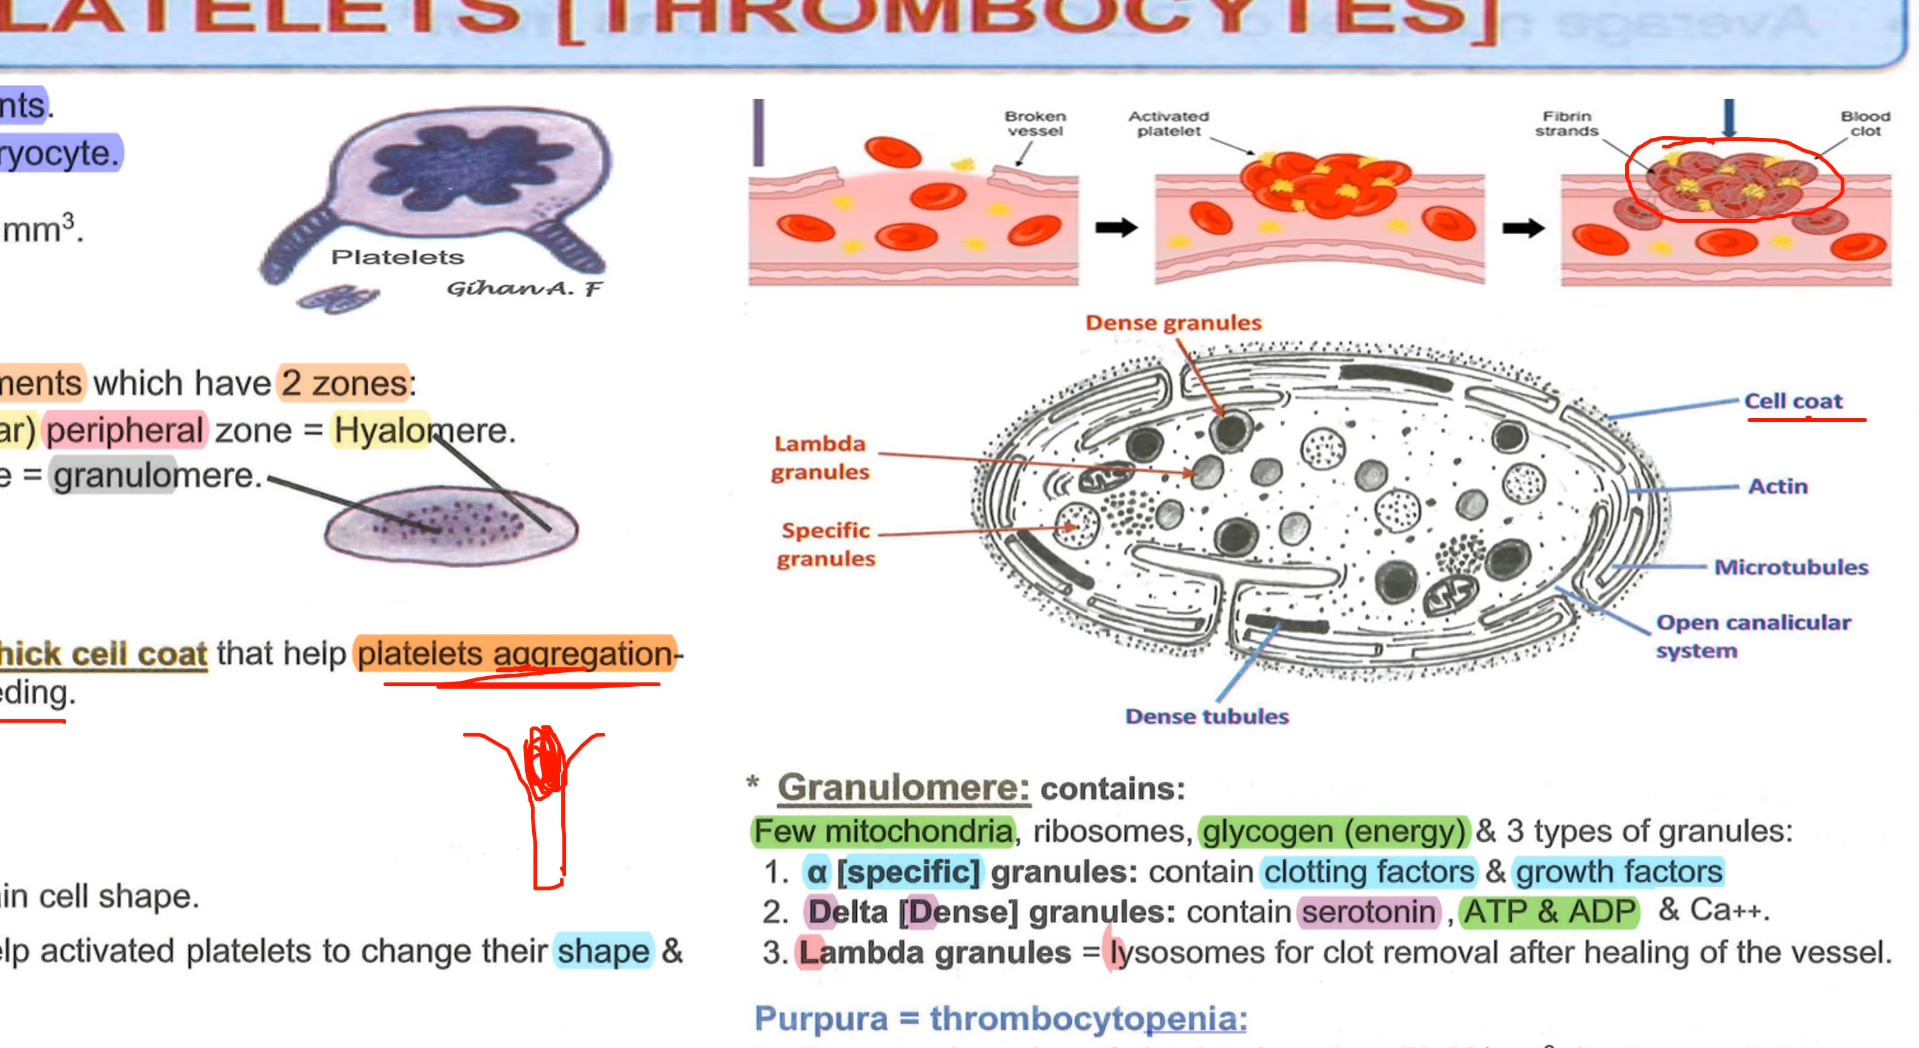 LATELETS [THROMBOCYTES]
nts.
ryocyte.
mm³.
Platelets
Gihan A. F
ments which have 2 zones:
ar) peripheral zone = Hyalomere.
e = granulomere.
hick cell coat that help platelets aggregation-
eding.
in cell shape.
elp activated platelets to change their shape &
Broken
vessel
Activated
platelet
Fibrin
strands
Blood
clot
Dense granules
Lambda
granules
Specific
granules
Cell coat
Actin
Microtubules
Open canalicular
system
Dense tubules
* Granulomere: contains:
Few mitochondria, ribosomes, glycogen (energy) & 3 types of granules:
1. α [specific] granules: contain clotting factors & growth factors
2. Delta [Dense] granules: contain serotonin , ATP & ADP & Ca++.
3. Lambda granules = lysosomes for clot removal after healing of the vessel.
Purpura = thrombocytopenia: